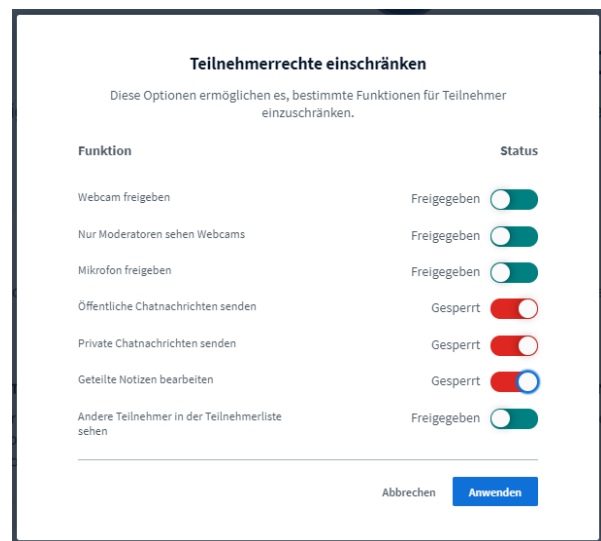 Teilnehmerrechte einschränken
Diese Optionen ermöglichen es, bestimmte Funktionen für Teilnehmer
einzuschränken.
Funktion Status
Webcam freigeben Freigegeben
Nur Moderatoren sehen Webcams Freigegeben
Mikrofon freigeben Freigegeben
Öffentliche Chatnachrichten senden Gesperrt
Private Chatnachrichten senden Gesperrt
Geteilte Notizen bearbeiten Gesperrt
Andere Teilnehmer in der Teilnehmerliste Freigegeben
sehen
Abbrechen Anwenden